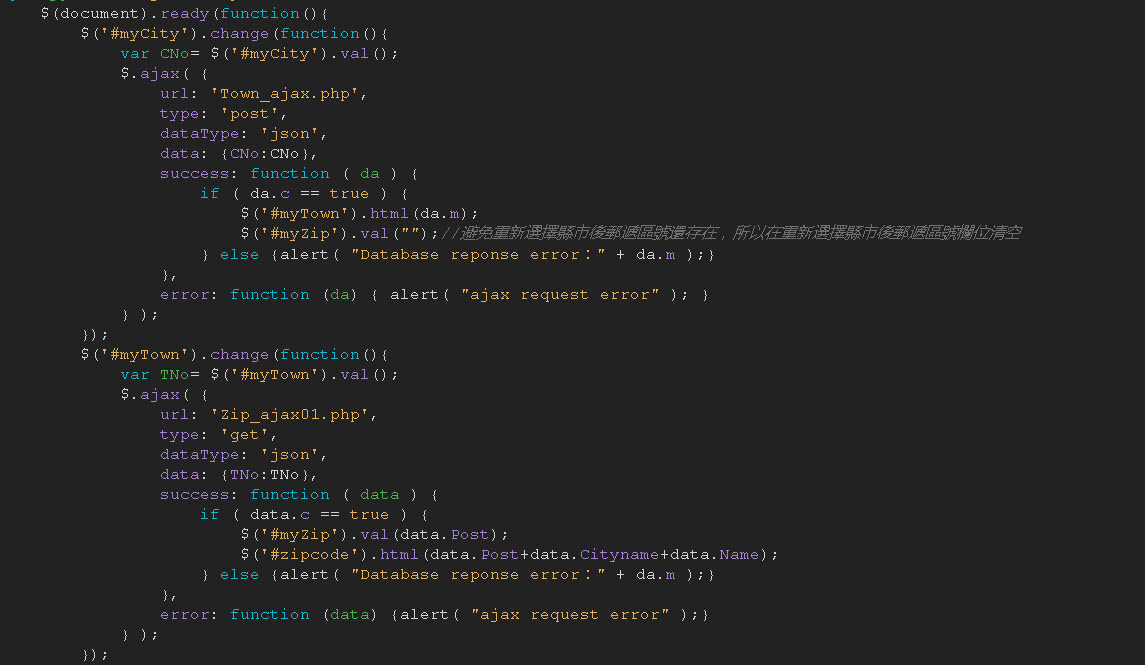 $(document).ready(function(){
$('#myCity').change(function(){
var CNo= $('#myCity').val();
$.ajax( {
url: 'Town_ajax.php',
type: 'post',
dataType: 'json',
data: {CNo:CNo},
success: function ( da ) {
if ( da.c == true ) {
$('#myTown').html(da.m);
$('#myZip').val("");//避免重新選擇縣市後郵遞區號還存在，所以在重新選擇縣市後郵遞區號欄位清空
} else {alert( "Database reponse error：" + da.m );}
},
error: function (da) { alert( "ajax request error" ); }
} );
});
$('#myTown').change(function(){
var TNo= $('#myTown').val();
$.ajax( {
url: 'Zip_ajax01.php',
type: 'get',
dataType: 'json',
data: {TNo:TNo},
success: function ( data ) {
if ( data.c == true ) {
$('#myZip').val(data.Post);
$('#zipcode').html(data.Post+data.Cityname+data.Name);
} else {alert( "Database reponse error：" + da.m );}
},
error: function (data) {alert( "ajax request error" );}
} );
});